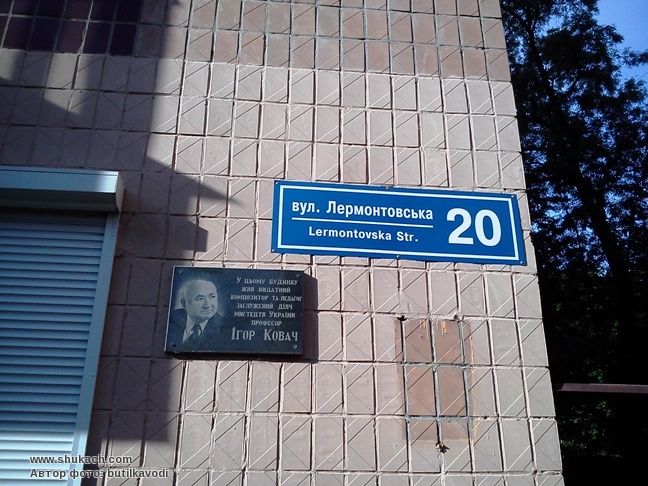 вул. Лермонтовська
Lermontovska Str.
20
У цьому будинку
жив видатний
композитор та педагог
заслужений діяч
мистецтв України
професор
Ігор Ковач
www.shukach.com
Автор фото: butilkavodi